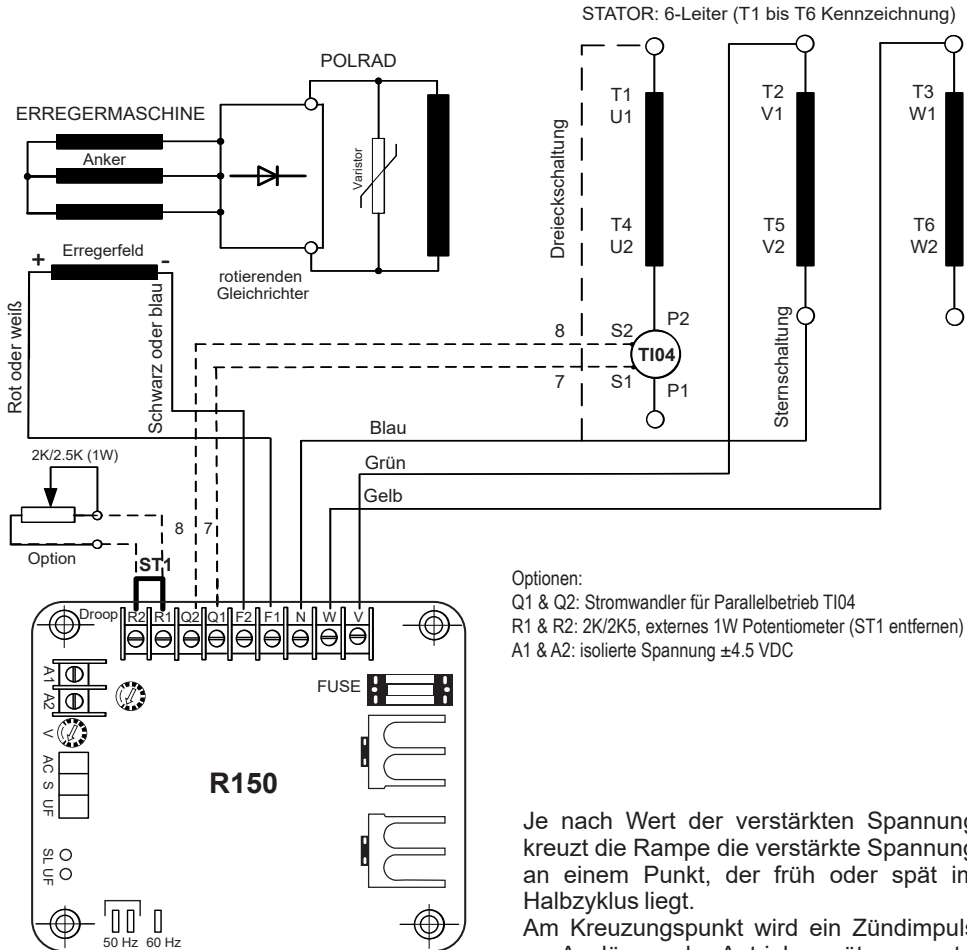 STATOR: 6-Leiter (T1 bis T6 Kennzeichnung)
POLRAD
ERREGERMASCHINE
Anker
Varistor
rotierenden
Gleichrichter
Erregerfeld
+ -
Rot oder weiß
Schwarz oder blau
Dreieckschaltung
T1
U1
T4
U2
T2
V1
T5
V2
T3
W1
T6
W2
8 S2 P2
TI04
7 S1 P1
Sternschaltung
Blau
Grün
Gelb
2K/2.5K (1W)
Option
8 7
ST1
Droop R2 R1 Q2 Q1 F2 F1 N W V
A1
A2
V
AC
S
UF
SL
UF
FUSE
R150
50 Hz 60 Hz
Optionen:
Q1 & Q2: Stromwandler für Parallelbetrieb TI04
R1 & R2: 2K/2K5, externes 1W Potentiometer (ST1 entfernen)
A1 & A2: isolierte Spannung ±4.5 VDC
Je nach Wert der verstärkten Spannung
kreuzt die Rampe die verstärkte Spannung
an einem Punkt, der früh oder spät im
Halbzyklus liegt.
Am Kreuzungspunkt wird ein Zündimpuls